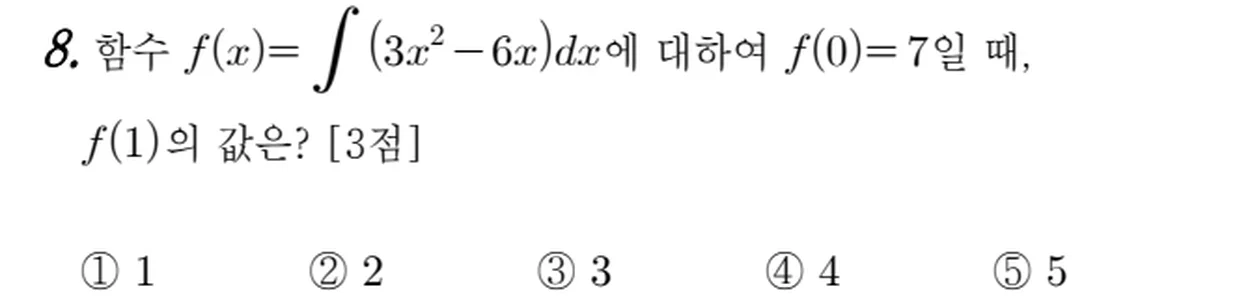 8. 함수 f(x)=∫(3x²-6x)dx에 대하여 f(0)=7일 때,
f(1)의 값은? [3점]
① 1 ② 2 ③ 3 ④ 4 ⑤ 5